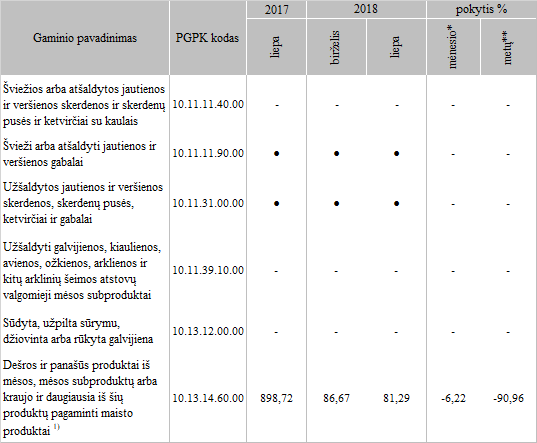 Gaminio pavadinimas PGPK kodas 2017 2018 pokytis %
liepa birželis liepa mėnesio* metų**
Šviežios arba atšaldytos jautienos
ir veršienos skerdenos ir skerdenų
pusės ir ketvirčiai su kaulais
10.11.11.40.00 - - - - -
Švieži arba atšaldyti jautienos ir
veršienos gabalai
10.11.11.90.00 ● ● ● - -
Užšaldytos jautienos ir veršienos
skerdenos, skerdenų pusės,
ketvirčiai ir gabalai
10.11.31.00.00 ● ● ● - -
Užšaldyti galvijienos, kiaulienos,
avienos, ožkienos, arklienos ir
kitų arklinių šeimos atstovų
valgomieji mėsos subproduktai
10.11.39.10.00 - - - - -
Sūdyta, užpilta sūrymu,
džiovinta arba rūkyta galvijiena
10.13.12.00.00 - - - - -
Dešros ir panašūs produktai iš
mėsos, mėsos subproduktų arba
kraujo ir daugiausia iš šių
produktų pagaminti maisto
produktai 1)
10.13.14.60.00 898,72 86,67 81,29 -6,22 -90,96